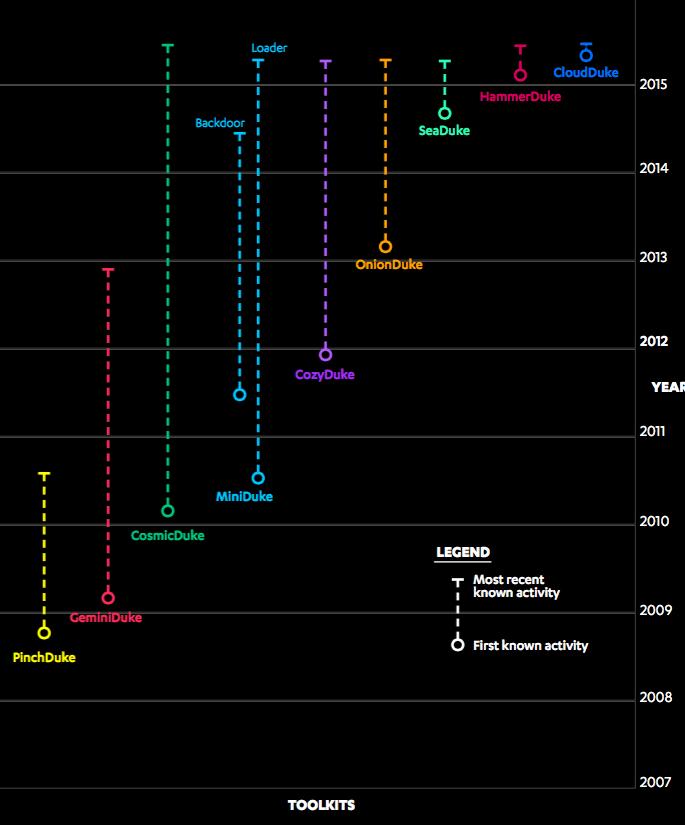 Loader
CloudDuke
2015
HammerDuke
Backdoor
SeaDuke
2014
2013
OnionDuke
2012
CozyDuke
YEAR
2011
MiniDuke
2010
CosmicDuke
LEGEND
Most recent
known activity
2009
GeminiDuke
First known activity
PinchDuke
2008
2007
TOOLKITS